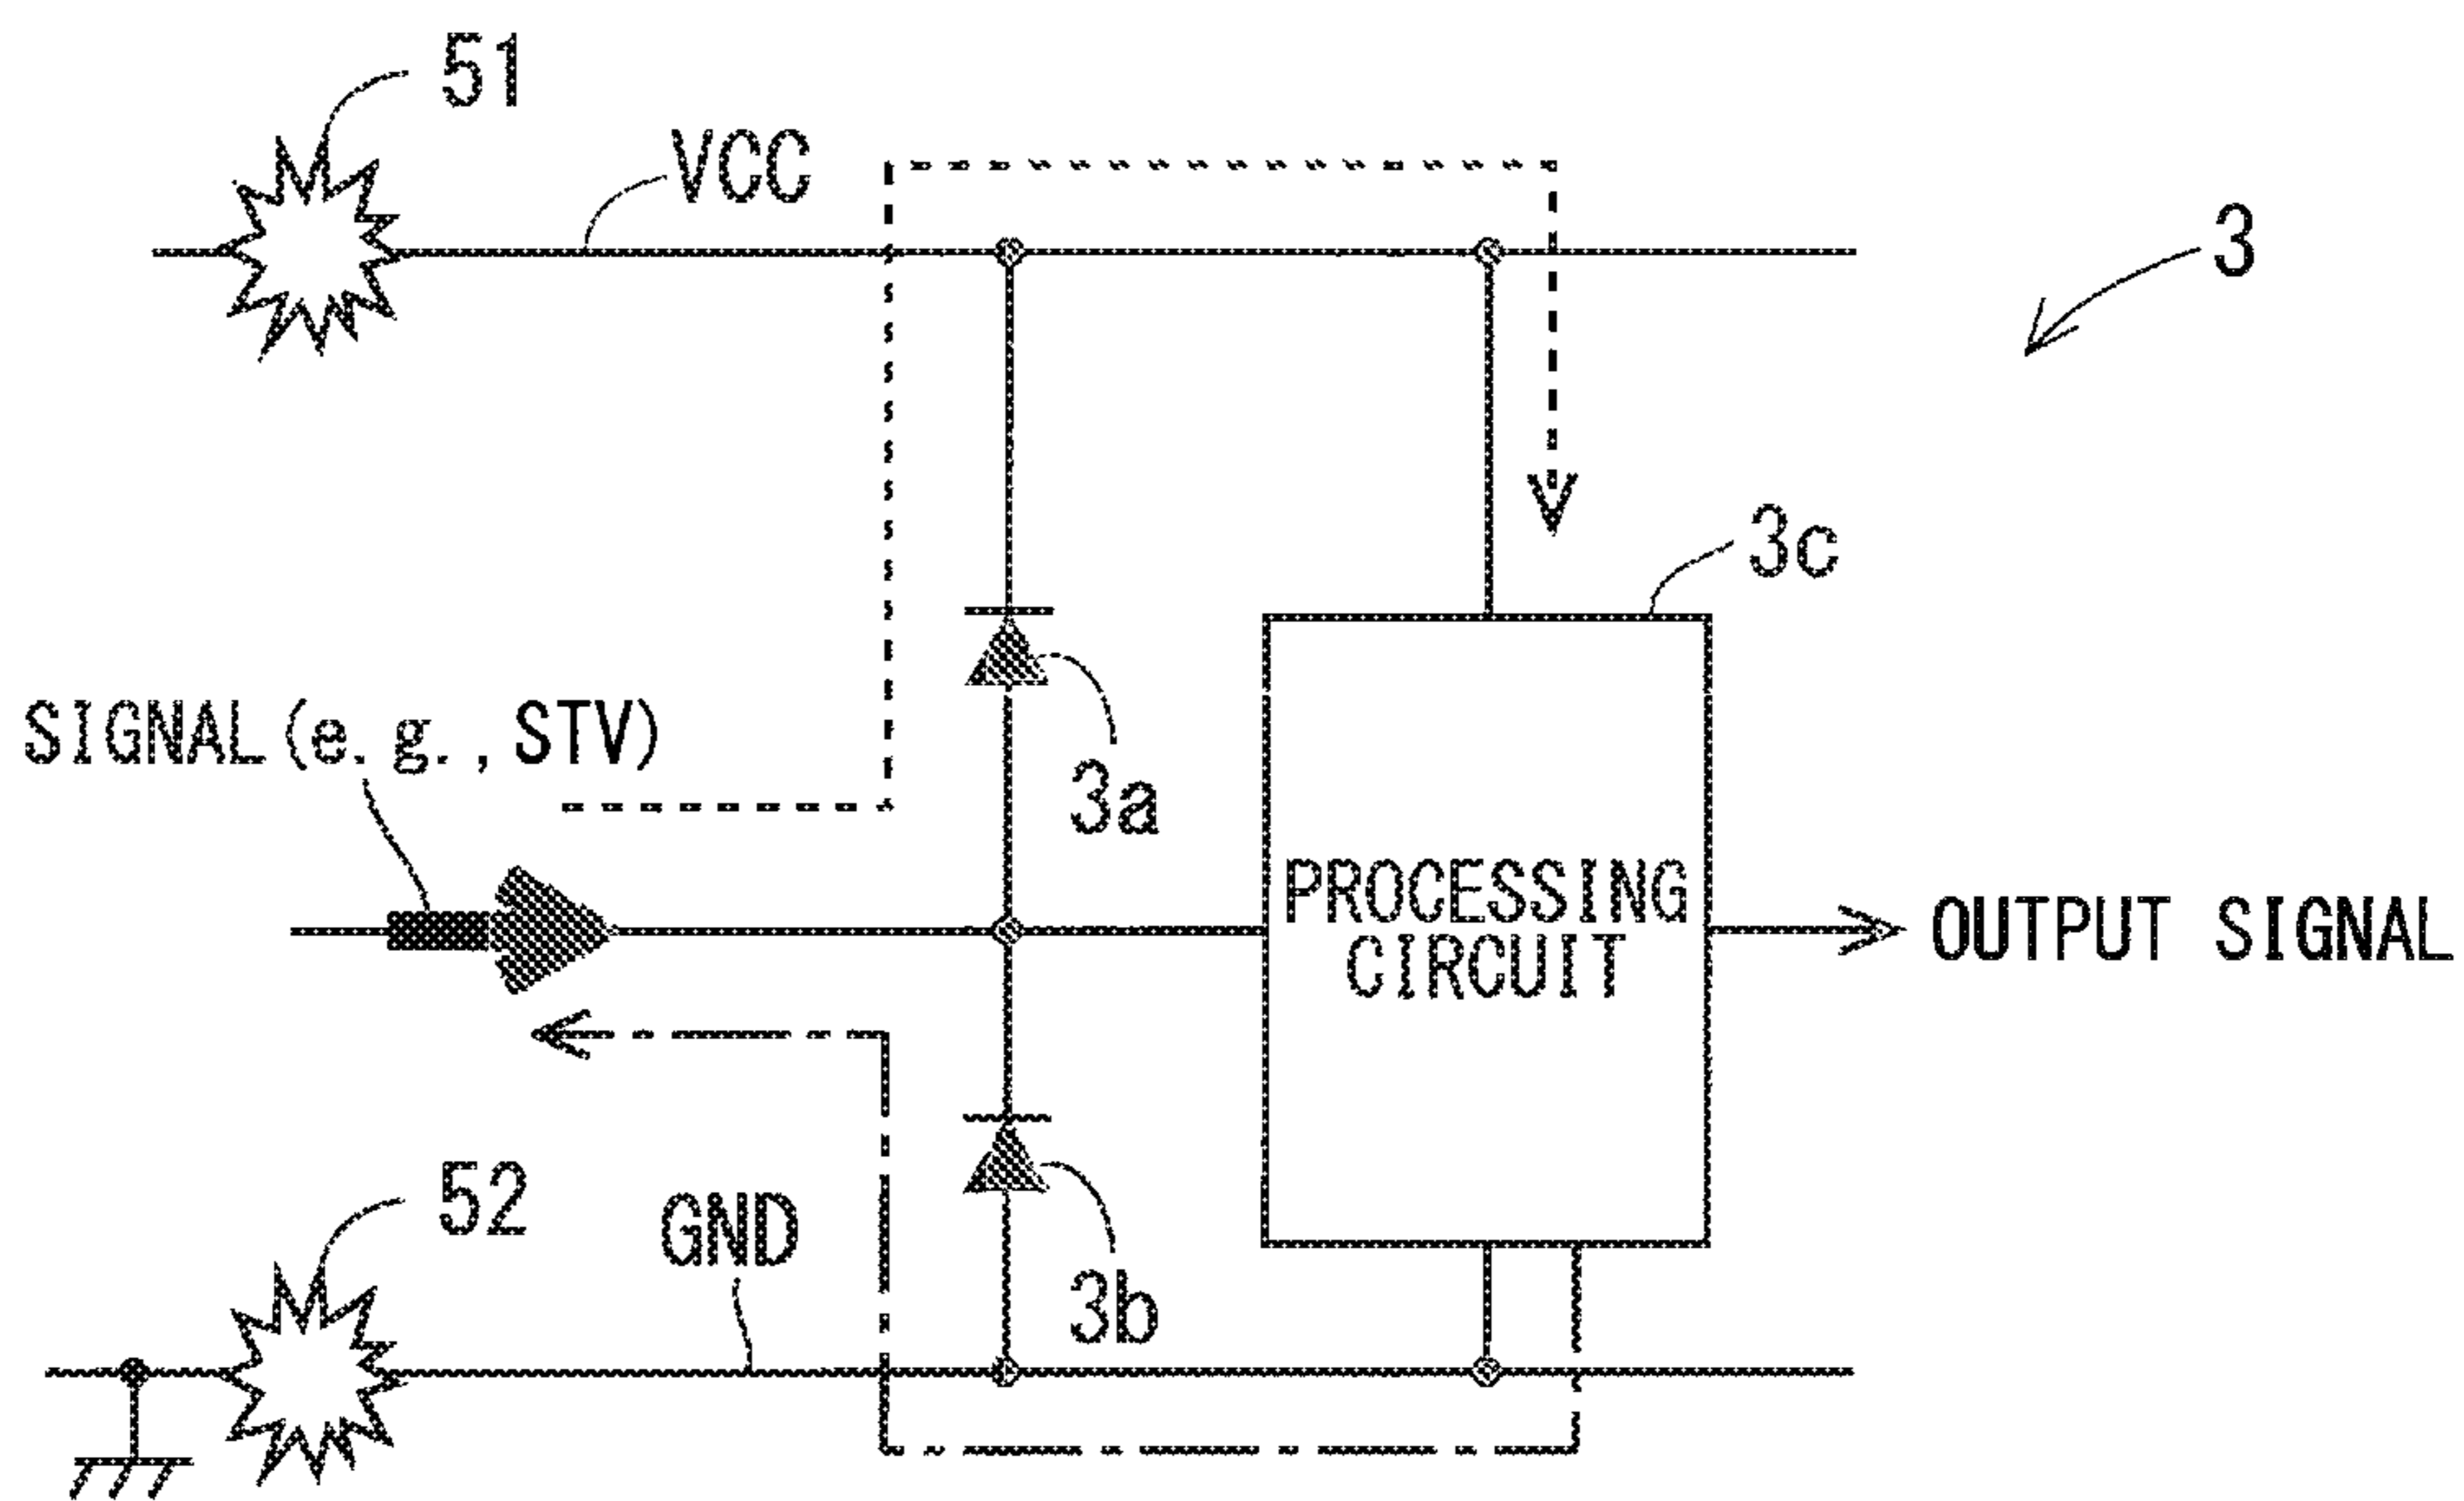 51
VCC
3
3c
SIGNAL (e.g., STV)
3a
PROCESSING
CIRCUIT
OUTPUT SIGNAL
52
GND
3b